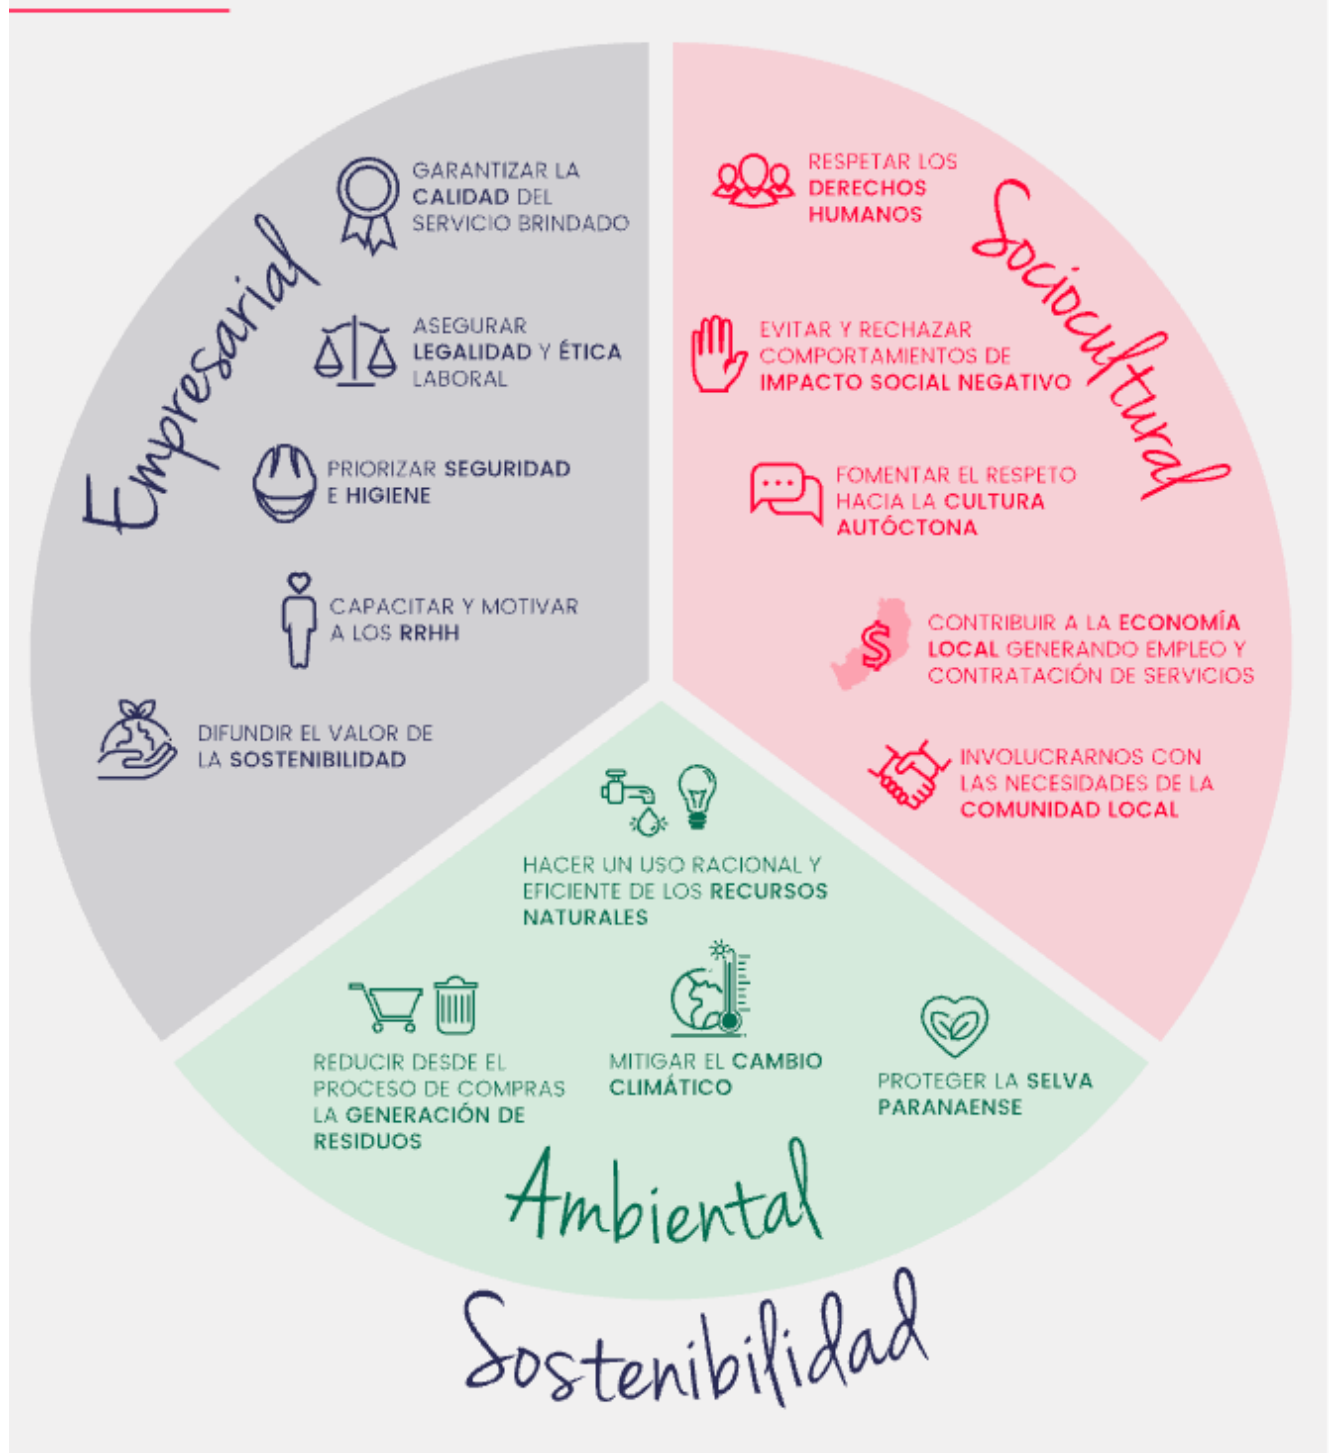 Empresarial
GARANTIZAR LA
CALIDAD DEL
SERVICIO BRINDADO
ASEGURAR
LEGALIDAD Y ÉTICA
LABORAL
PRIORIZAR SEGURIDAD
E HIGIENE
CAPACITAR Y MOTIVAR
A LOS RRHH
DIFUNDIR EL VALOR DE
LA SOSTENIBILIDAD
Sociocultural
RESPETAR LOS
DERECHOS
HUMANOS
EVITAR Y RECHAZAR
COMPORTAMIENTOS DE
IMPACTO SOCIAL NEGATIVO
FOMENTAR EL RESPETO
HACIA LA CULTURA
AUTÓCTONA
$
CONTRIBUIR A LA ECONOMÍA
LOCAL GENERANDO EMPLEO Y
CONTRATACIÓN DE SERVICIOS
INVOLUCRARNOS CON
LAS NECESIDADES DE LA
COMUNIDAD LOCAL
HACER UN USO RACIONAL Y
EFICIENTE DE LOS RECURSOS
NATURALES
REDUCIR DESDE EL
PROCESO DE COMPRAS
LA GENERACIÓN DE
RESIDUOS
MITIGAR EL CAMBIO
CLIMÁTICO
PROTEGER LA SELVA
PARANAENSE
Ambiental
Sostenibilidad